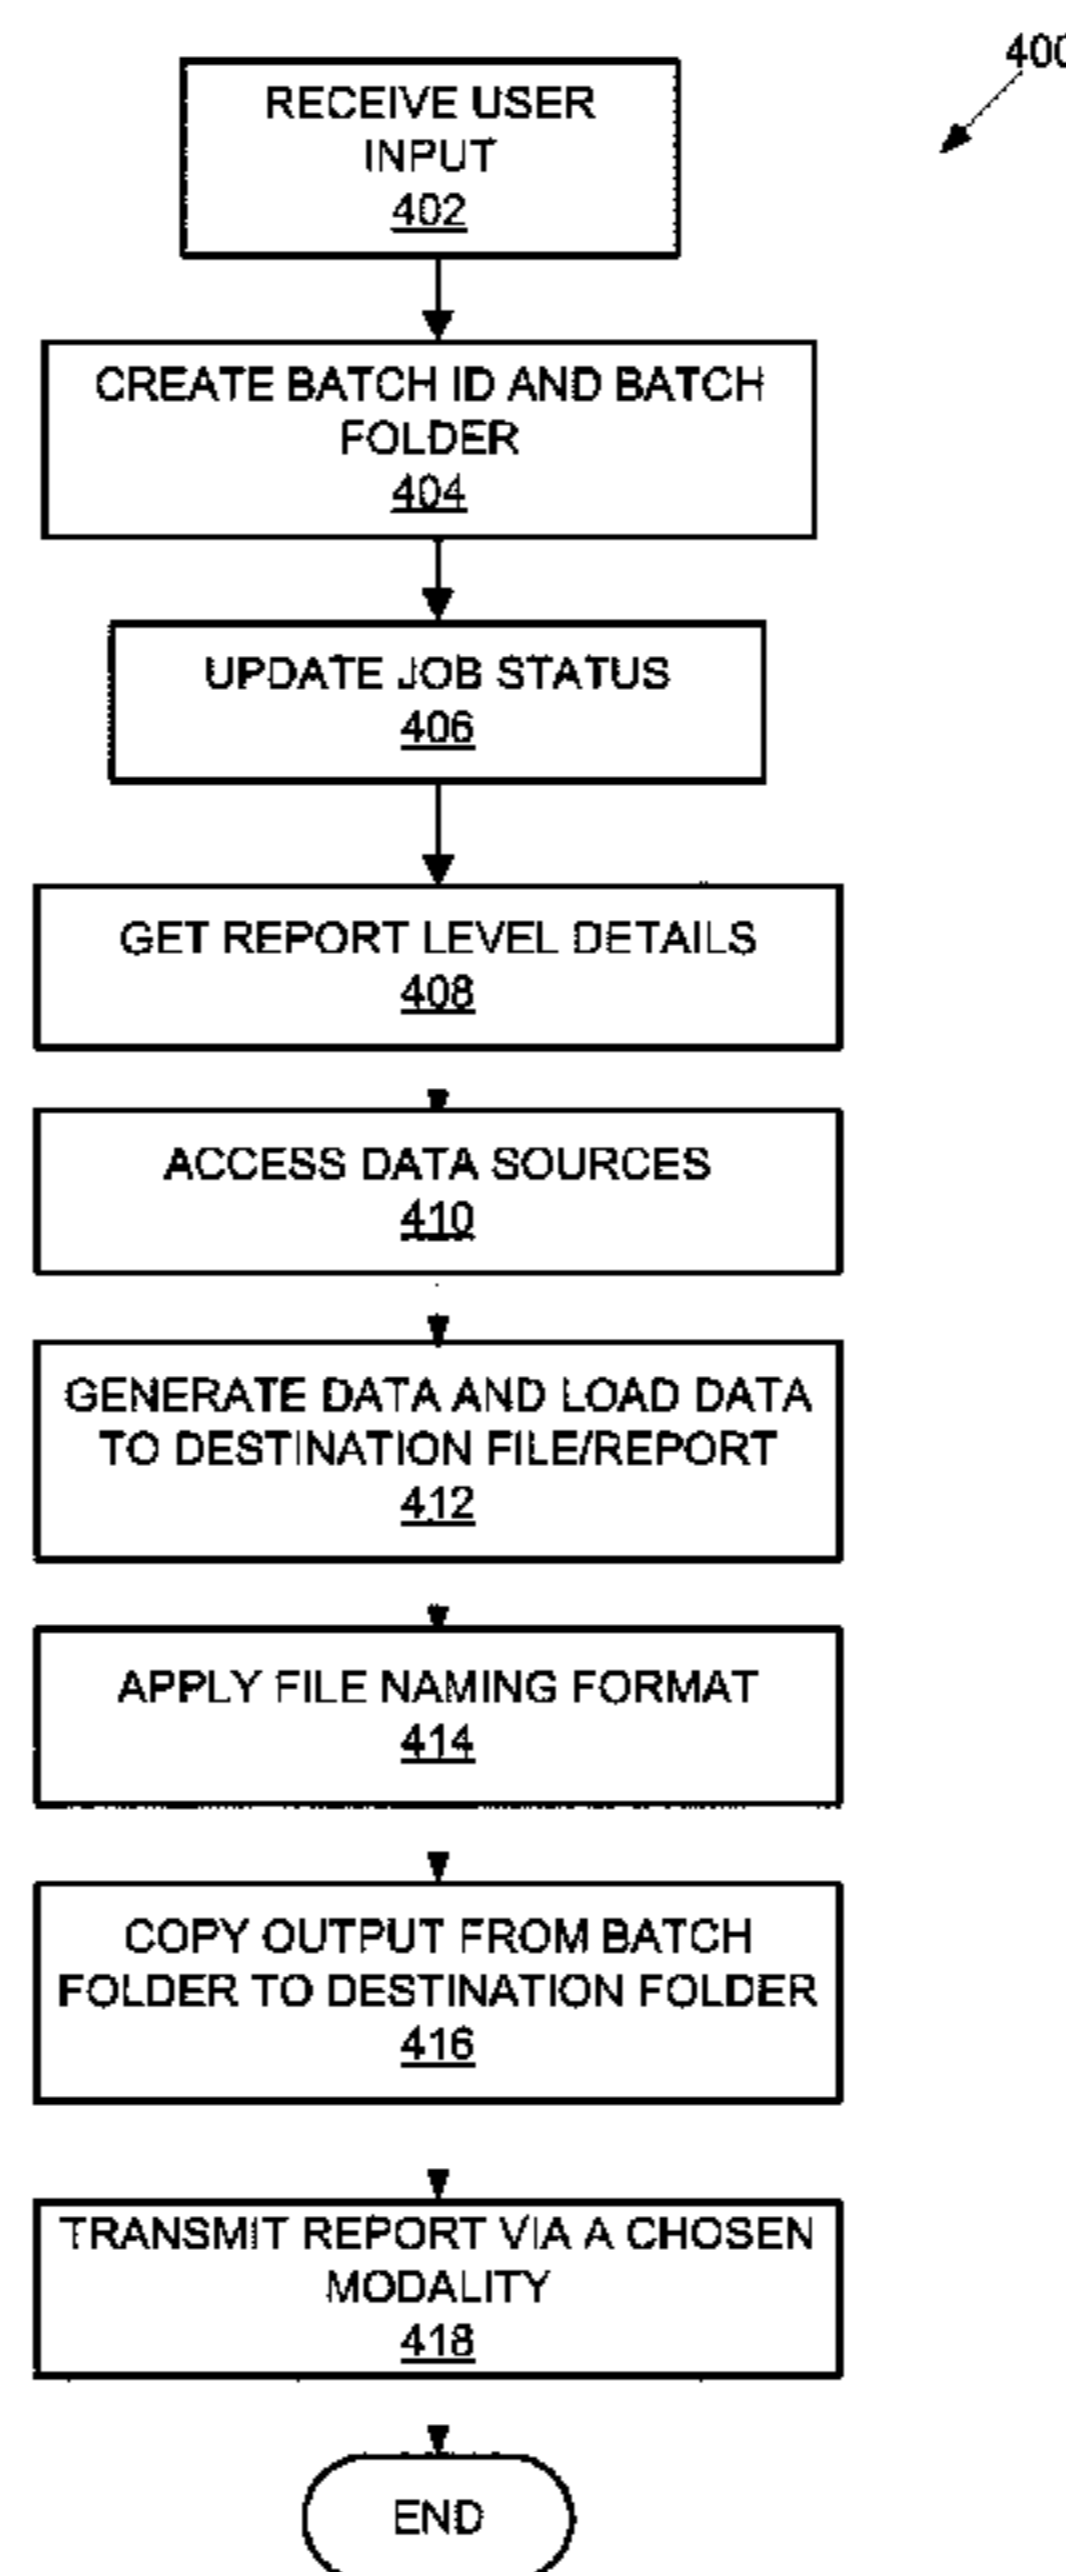 400
RECEIVE USER
INPUT
402
CREATE BATCH ID AND BATCH
FOLDER
404
UPDATE JOB STATUS
406
GET REPORT LEVEL DETAILS
408
ACCESS DATA SOURCES
410
GENERATE DATA AND LOAD DATA
TO DESTINATION FILE/REPORT
412
APPLY FILE NAMING FORMAT
414
COPY OUTPUT FROM BATCH
FOLDER TO DESTINATION FOLDER
416
TRANSMIT REPORT VIA A CHOSEN
MODALITY
418
END